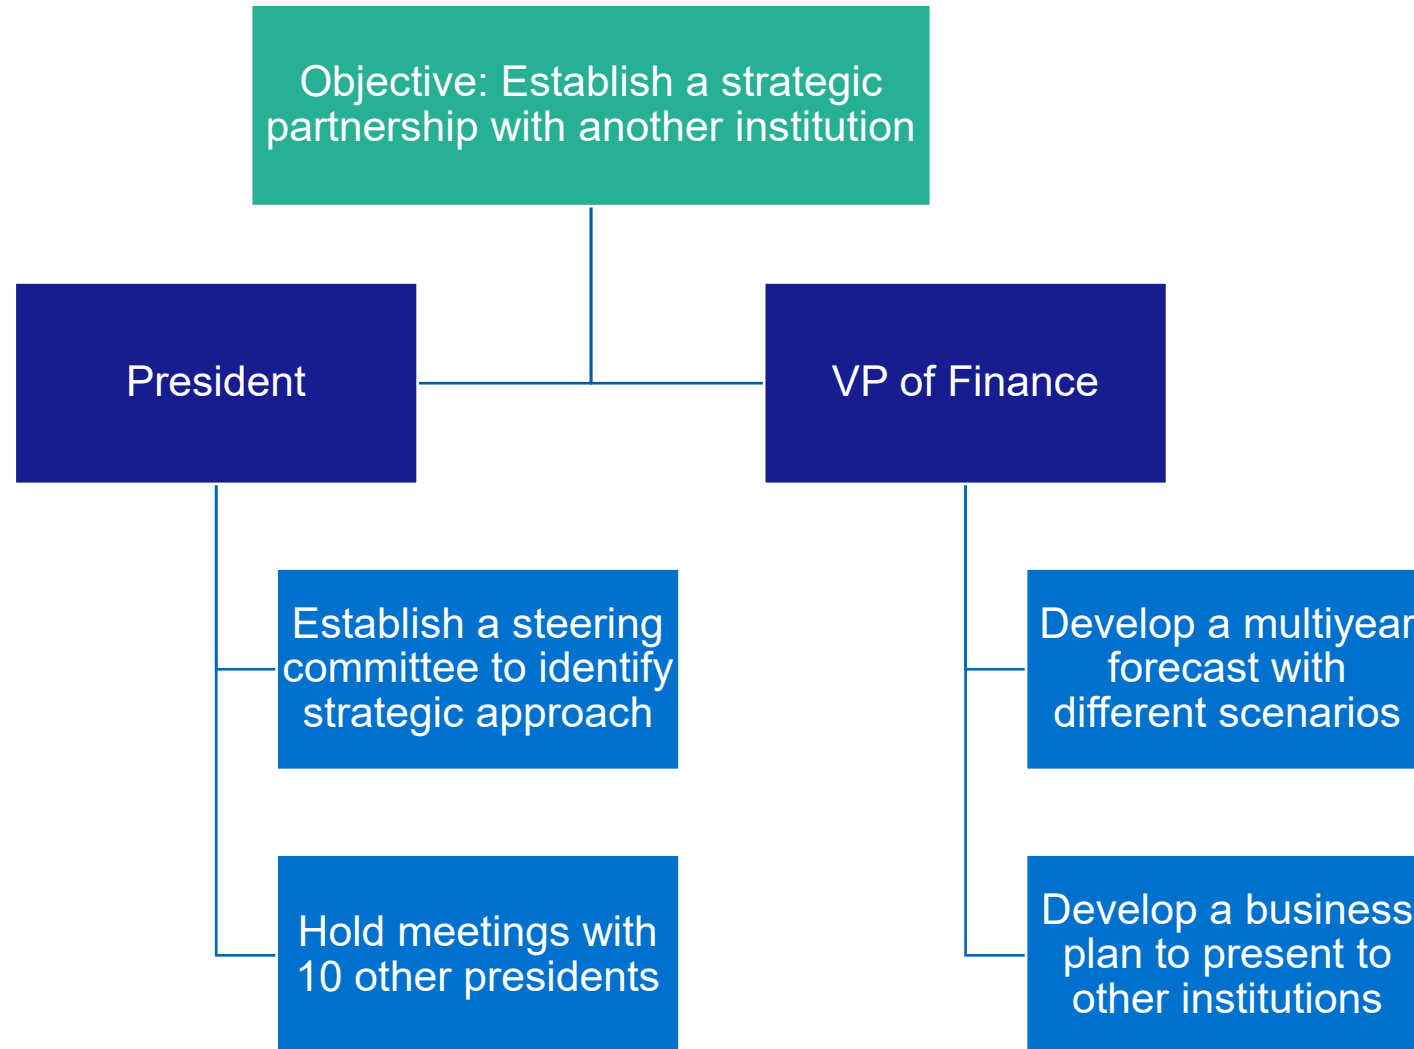 Objective: Establish a strategic
partnership with another institution
President
VP of Finance
Establish a steering
committee to identify
strategic approach
Develop a multiyear
forecast with
different scenarios
Hold meetings with
10 other presidents
Develop a business
plan to present to
other institutions